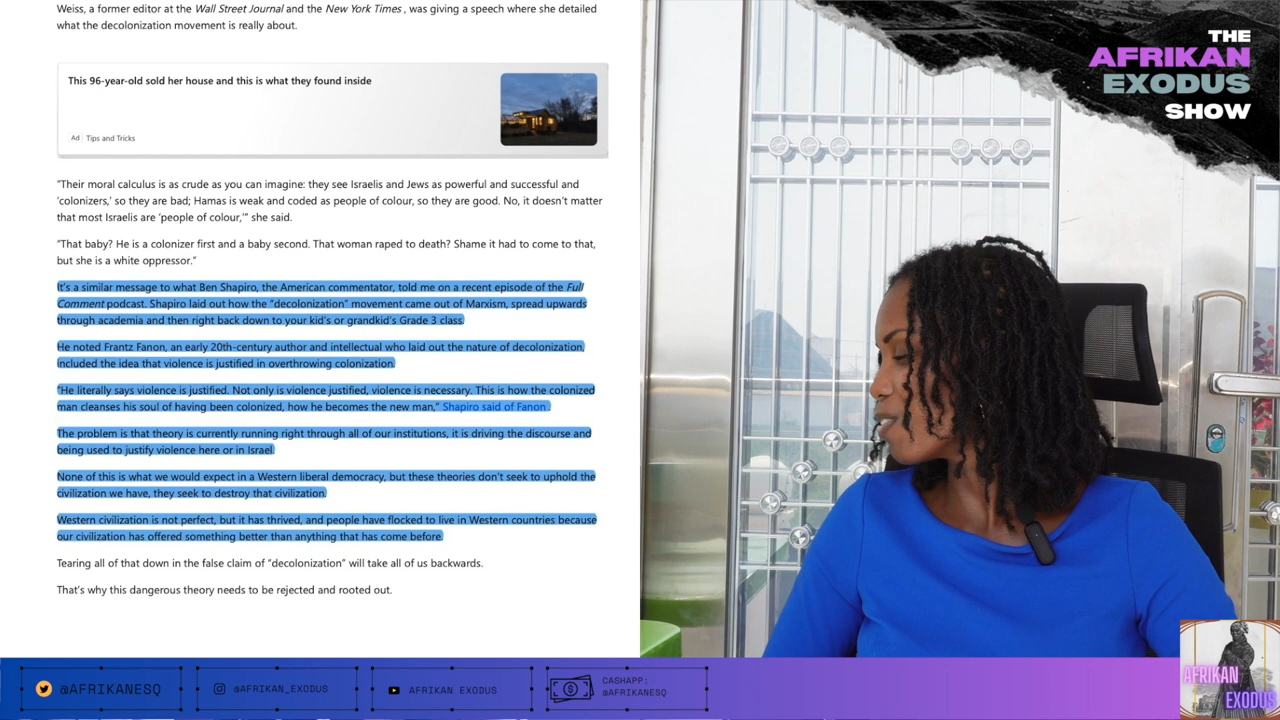 Weiss, a former editor at the Wall Street Journal and the New York Times , was giving a speech where she detailed
what the decolonization movement is really about.
This 96-year-old sold her house and this is what they found inside
Ad Tips and Tricks
"Their moral calculus is as crude as you can imagine: they see Israelis and Jews as powerful and successful and
'colonizers,' so they are bad; Hamas is weak and coded as people of colour, so they are good. No, it doesn't matter
that most Israelis are 'people of colour,'" she said.
"That baby? He is a colonizer first and a baby second. That woman raped to death? Shame it had to come to that,
but she is a white oppressor."
It's a similar message to what Ben Shapiro, the American commentator, told me on a recent episode of the Full
Comment podcast. Shapiro laid out how the "decolonization" movement came out of Marxism, spread upwards
through academia and then right back down to your kid's or grandkid's Grade 3 class.
He noted Frantz Fanon, an early 20th-century author and intellectual who laid out the nature of decolonization,
included the idea that violence is justified in overthrowing colonization.
"He literally says violence is justified. Not only is violence justified, violence is necessary. This is how the colonized
man cleanses his soul of having been colonized, how he becomes the new man," Shapiro said of Fanon .
The problem is that theory is currently running right through all of our institutions, it is driving the discourse and
being used to justify violence here or in Israel.
None of this is what we would expect in a Western liberal democracy, but these theories don't seek to uphold the
civilization we have, they seek to destroy that civilization.
Western civilization is not perfect, but it has thrived, and people have flocked to live in Western countries because
our civilization has offered something better than anything that has come before.
Tearing all of that down in the false claim of "decolonization" will take all of us backwards.
That's why this dangerous theory needs to be rejected and rooted out.
THE
AFRIKAN
EXODUS
SHOW
@AFRIKANESQ
@AFRIKAN_EXODUS
AFRIKAN EXODUS
CASHAPP:
@AFRIKANESQ
AFRIKAN
EXODUS